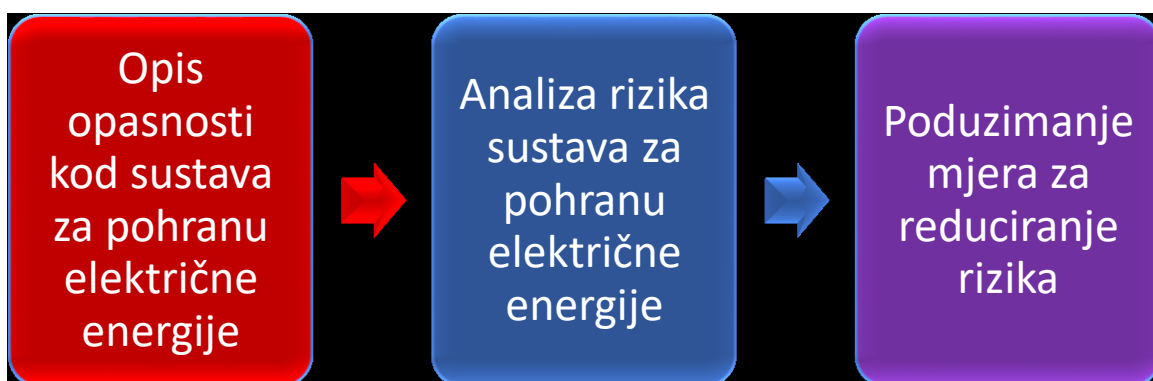 Opis
opasnosti
kod sustava
za pohranu
električne
energije
Analiza rizika
sustava za
pohranu
električne
energije
Poduzimanje
mjera za
reduciranje
rizika